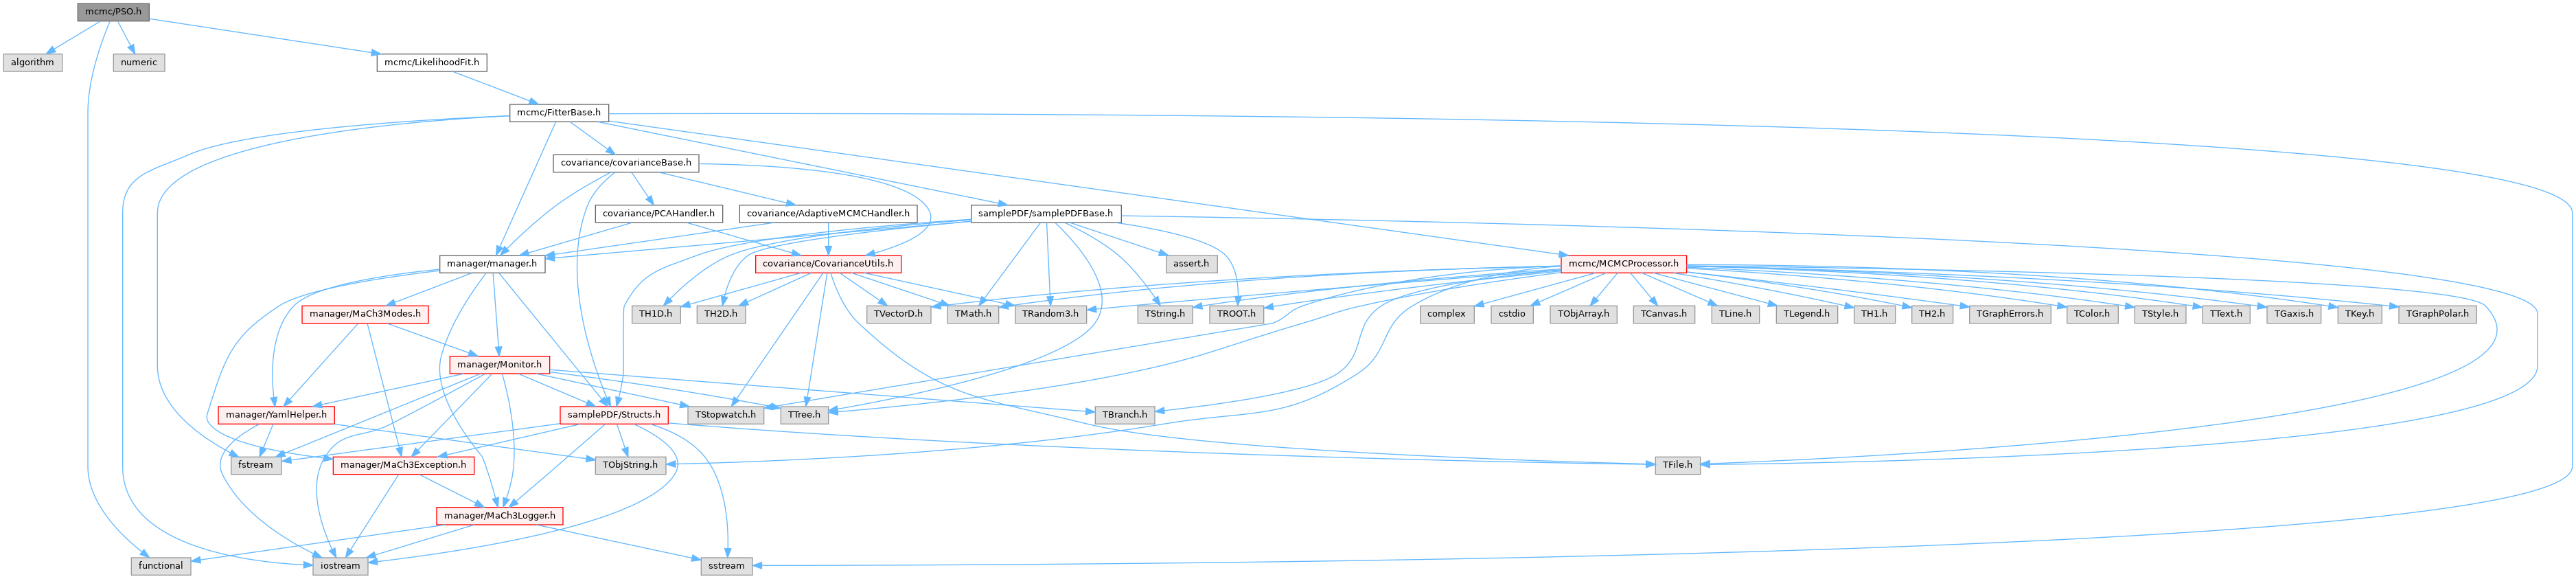 mcmc/PSO.h
algorithm
numeric
mcmc/LikelihoodFit.h
mcmc/FitterBase.h
covariance/covarianceBase.h
covariance/PCAHandler.h
covariance/AdaptiveMCMCHandler.h
samplePDF/samplePDFBase.h
manager/manager.h
covariance/CovarianceUtils.h
assert.h
mcmc/MCMCProcessor.h
manager/MaCh3Modes.h
TH1D.h
TH2D.h
TVectorD.h
TMath.h
TRandom3.h
TString.h
TROOT.h
complex
cstdio
TObjArray.h
TCanvas.h
TLine.h
TLegend.h
TH1.h
TH2.h
TGraphErrors.h
TColor.h
TStyle.h
TText.h
TGaxis.h
TKey.h
TGraphPolar.h
manager/Monitor.h
manager/YamlHelper.h
samplePDF/Structs.h
TStopwatch.h
TTree.h
TBranch.h
fstream
manager/MaCh3Exception.h
TObjString.h
TFile.h
manager/MaCh3Logger.h
functional
iostream
sstream